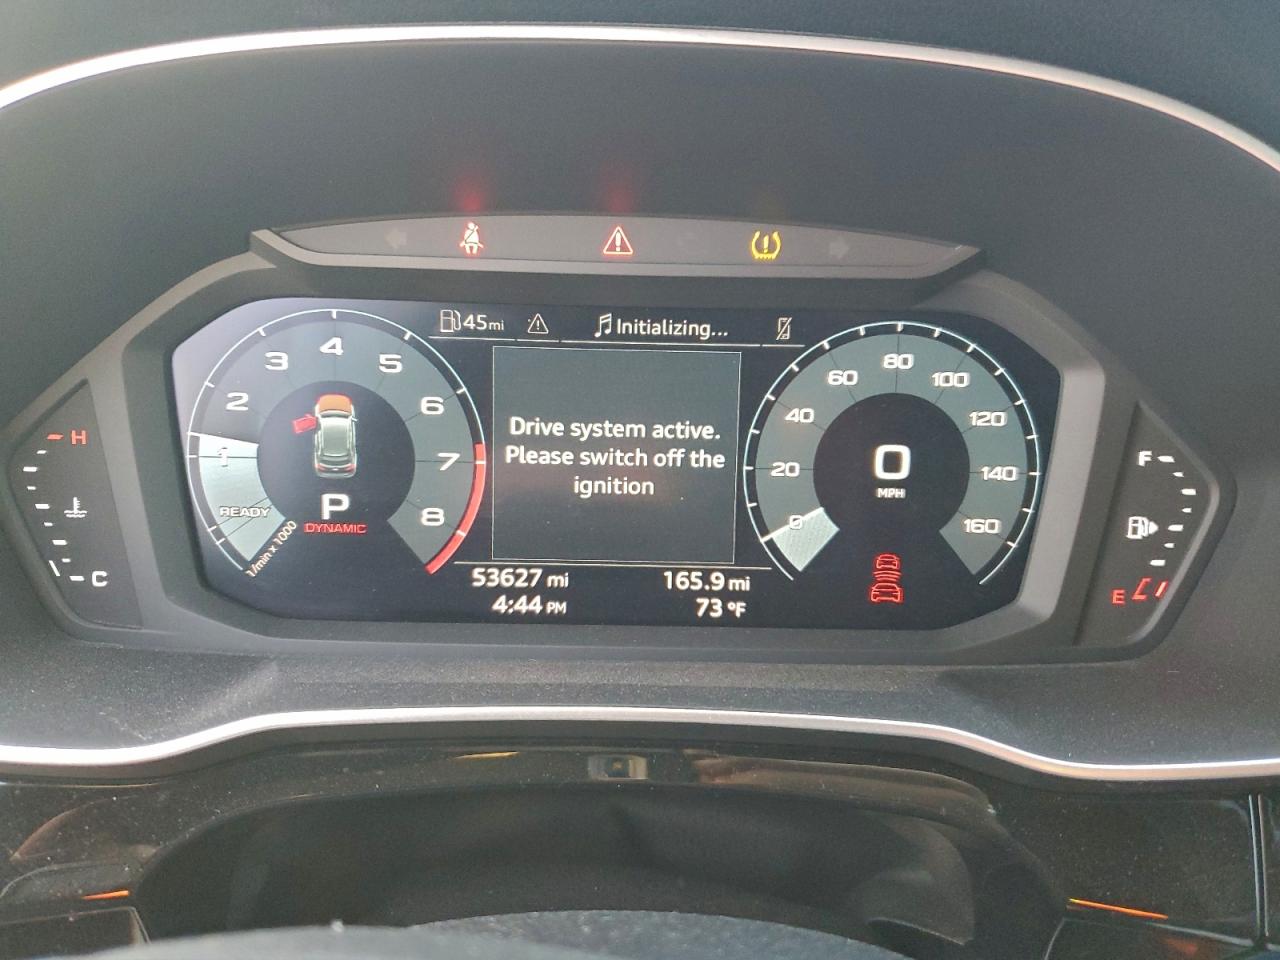 45mi
Initializing...
3 4 5
2 6
1 7
8
READY
P
DYNAMIC
1/min x 1000
Drive system active.
Please switch off the
ignition
53627 mi
165.9 mi
4:44 PM
73 °F
60 80 100
40 120
20 140
0 160
0
MPH
H
C
F
E